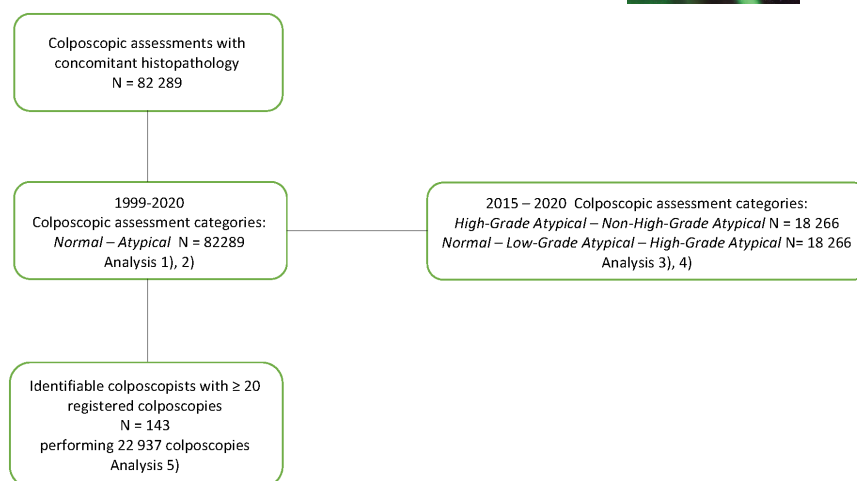 Colposcopic assessments with
concomitant histopathology
N = 82 289
1999-2020
Colposcopic assessment categories:
Normal – Atypical N = 82289
Analysis 1), 2)
2015 – 2020 Colposcopic assessment categories:
High-Grade Atypical – Non-High-Grade Atypical N = 18 266
Normal – Low-Grade Atypical – High-Grade Atypical N= 18 266
Analysis 3), 4)
Identifiable colposcopists with ≥ 20
registered colposcopies
N = 143
performing 22 937 colposcopies
Analysis 5)